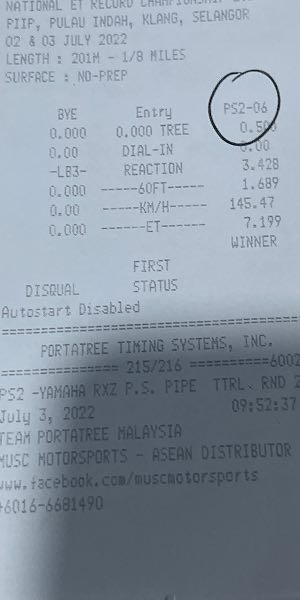 NATIONAL ET RECORD
PIIP, PULAU INDAH, KLANG, SELANGOR
02 & 03 JULY 2022
LENGTH : 201M - 1/8 MILES
SURFACE : NO-PREP
BYE Entry PS2-06
0.000 0.000 TREE 0.500
0.00 DIAL-IN 0.00
-LB3- REACTION 3.428
0.000 ------60FT----- 1.689
0.00 ------KM/H----- 145.47
0.000 ------ET------ 7.199
WINNER
FIRST
DISQUAL STATUS
Autostart Disabled
PORTATREE TIMING SYSTEMS, INC.
=============== 215/216 ==========6002
PS2 -YAMAHA RXZ P.S. PIPE TTRL. RND 2
July 3, 2022 09:52:37
TEAM PORTATREE MALAYSIA
MUSC MOTORSPORTS - ASEAN DISTRIBUTOR
www.facebook.com/muscmotorsports
+6016-6681490